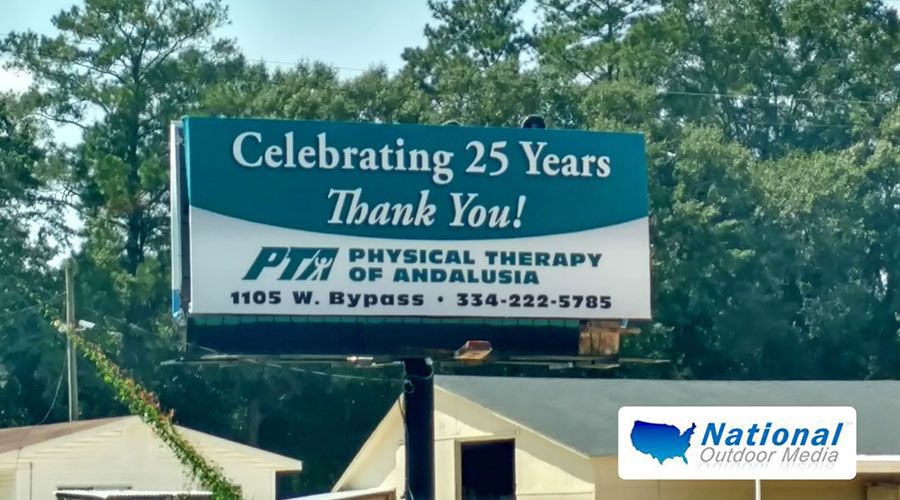 Celebrating 25 Years
Thank You!
PTA PHYSICAL THERAPY
OF ANDALUSIA
1105 W. Bypass • 334-222-5785
National
Outdoor Media